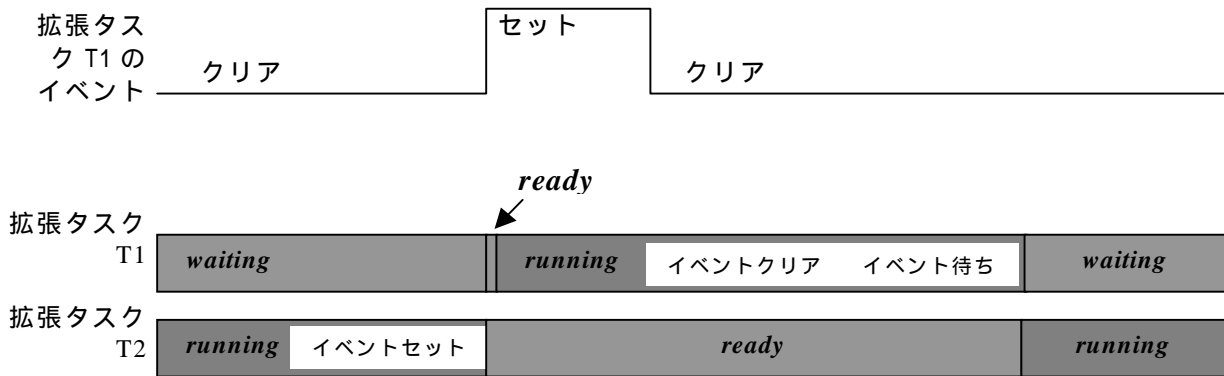 拡張タス
ク T1 の
イベント
クリア
セット
クリア
ready
拡張タスク
T1
waiting
running
イベントクリア イベント待ち
waiting
拡張タスク
T2
running
イベントセット
ready
running